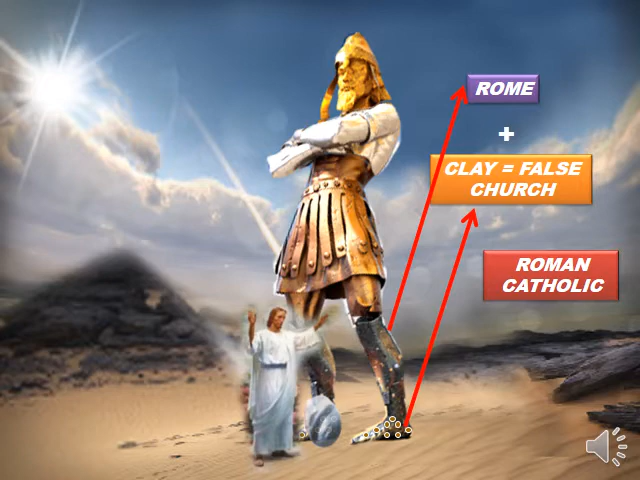 ROME
+
CLAY = FALSE
CHURCH
ROMAN
CATHOLIC